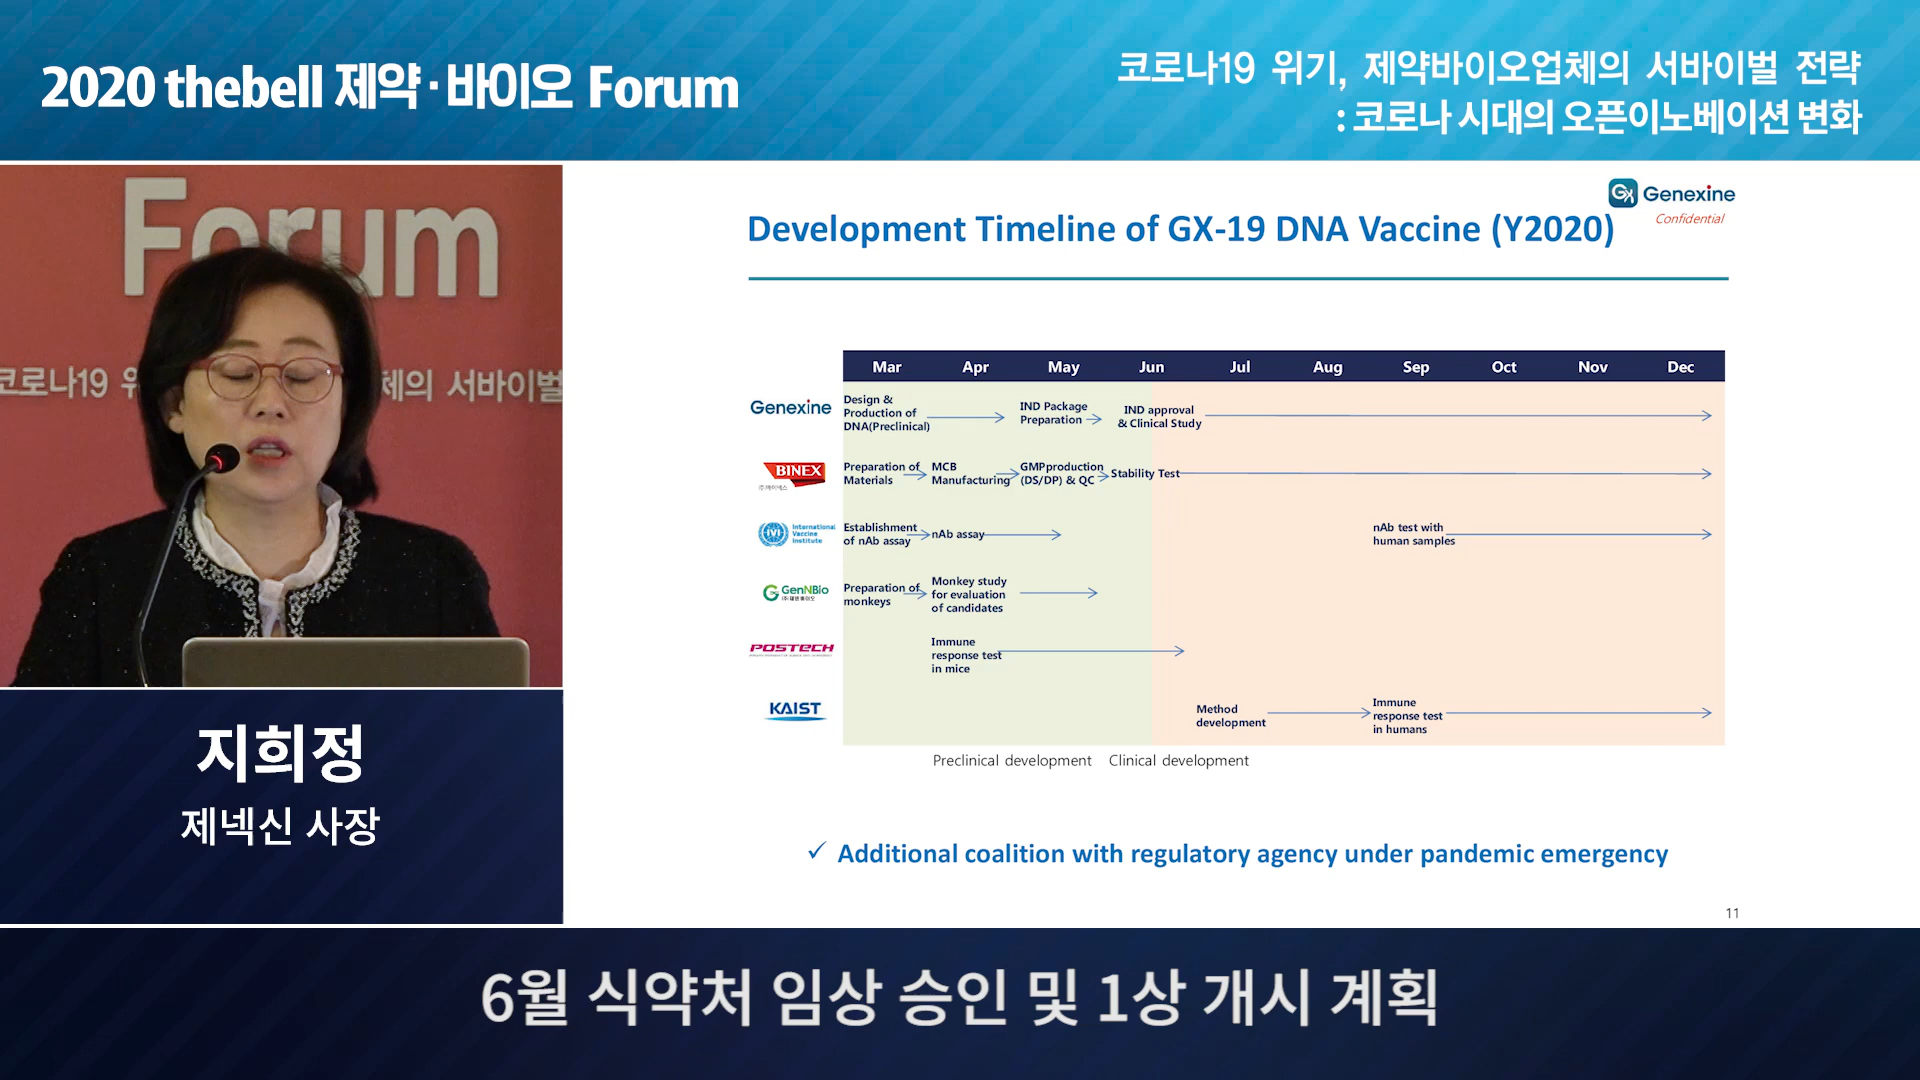 2020 thebell 제약·바이오 Forum
코로나19 위기, 제약바이오업체의 서바이벌 전략
: 코로나 시대의 오픈이노베이션 변화
Forum
코로나19 위
체의 서바이벌
지희정
제넥신 사장
Genexine
Confidential
Development Timeline of GX-19 DNA Vaccine (Y2020)
Mar Apr May Jun Jul Aug Sep Oct Nov Dec
Genexine
Design &
Production of
DNA(Preclinical)
IND Package
Preparation
IND approval
& Clinical Study
BINEX
Preparation of
Materials
MCB
Manufacturing
GMPproduction
(DS/DP) & QC
Stability Test
IVI
International
Vaccine
Institute
Establishment
of nAb assay
nAb assay
nAb test with
human samples
GenNBio
Preparation of
monkeys
Monkey study
for evaluation
of candidates
POSTECH
Immune
response test
in mice
KAIST
Method
development
Immune
response test
in humans
Preclinical development Clinical development
✓ Additional coalition with regulatory agency under pandemic emergency
11
6월 식약처 임상 승인 및 1상 개시 계획